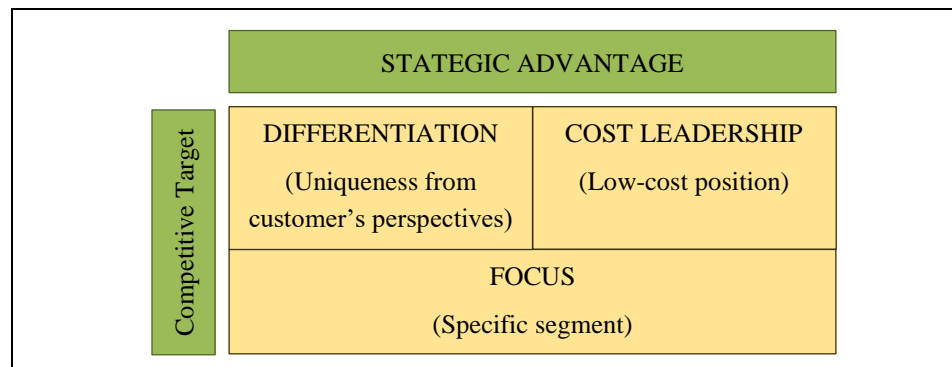 STATEGIC ADVANTAGE
Competitive Target
DIFFERENTIATION
(Uniqueness from
customer’s perspectives)
COST LEADERSHIP
(Low-cost position)
FOCUS
(Specific segment)